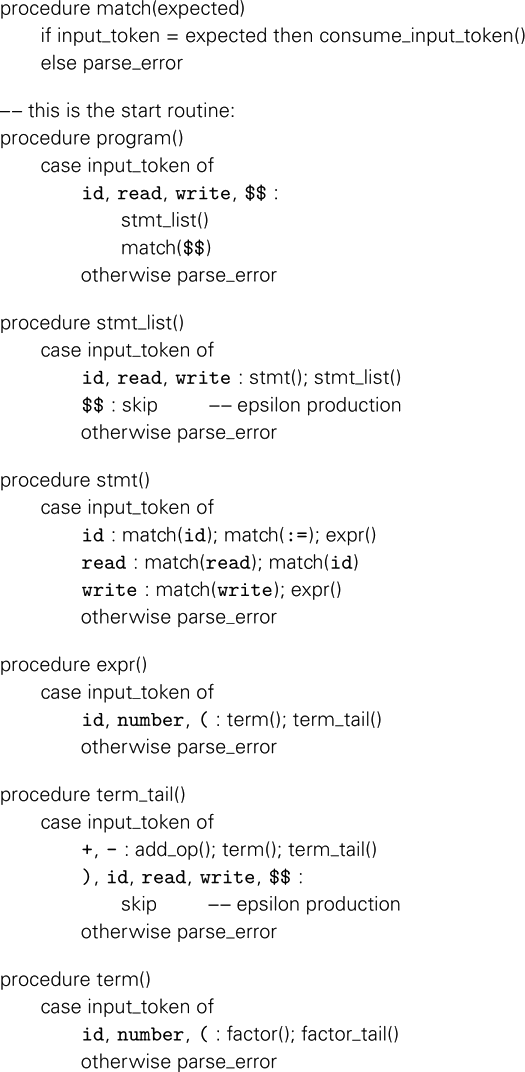 procedure match(expected)
if input_token = expected then consume_input_token()
else parse_error
–– this is the start routine:
procedure program()
case input_token of
id, read, write, $$ :
stmt_list()
match($$)
otherwise parse_error
procedure stmt_list()
case input_token of
id, read, write : stmt(); stmt_list()
$$ : skip –– epsilon production
otherwise parse_error
procedure stmt()
case input_token of
id : match(id); match(:=); expr()
read : match(read); match(id)
write : match(write); expr()
otherwise parse_error
procedure expr()
case input_token of
id, number, ( : term(); term_tail()
otherwise parse_error
procedure term_tail()
case input_token of
+, - : add_op(); term(); term_tail()
), id, read, write, $$ :
skip –– epsilon production
otherwise parse_error
procedure term()
case input_token of
id, number, ( : factor(); factor_tail()
otherwise parse_error